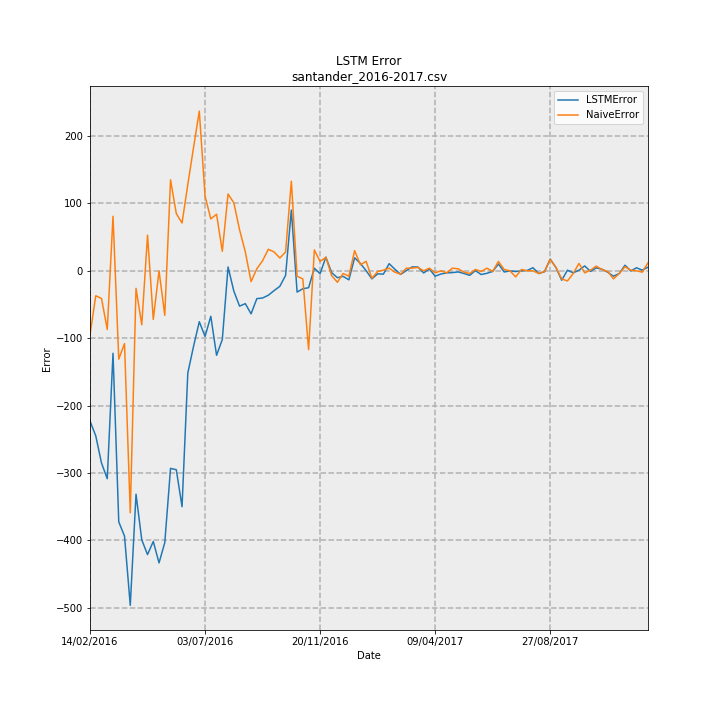 LSTM Error
santander_2016-2017.csv
LSTMError
NaiveError
200
100
0
−100
−200
−300
−400
−500
Error
14/02/2016 03/07/2016 20/11/2016 09/04/2017 27/08/2017
Date